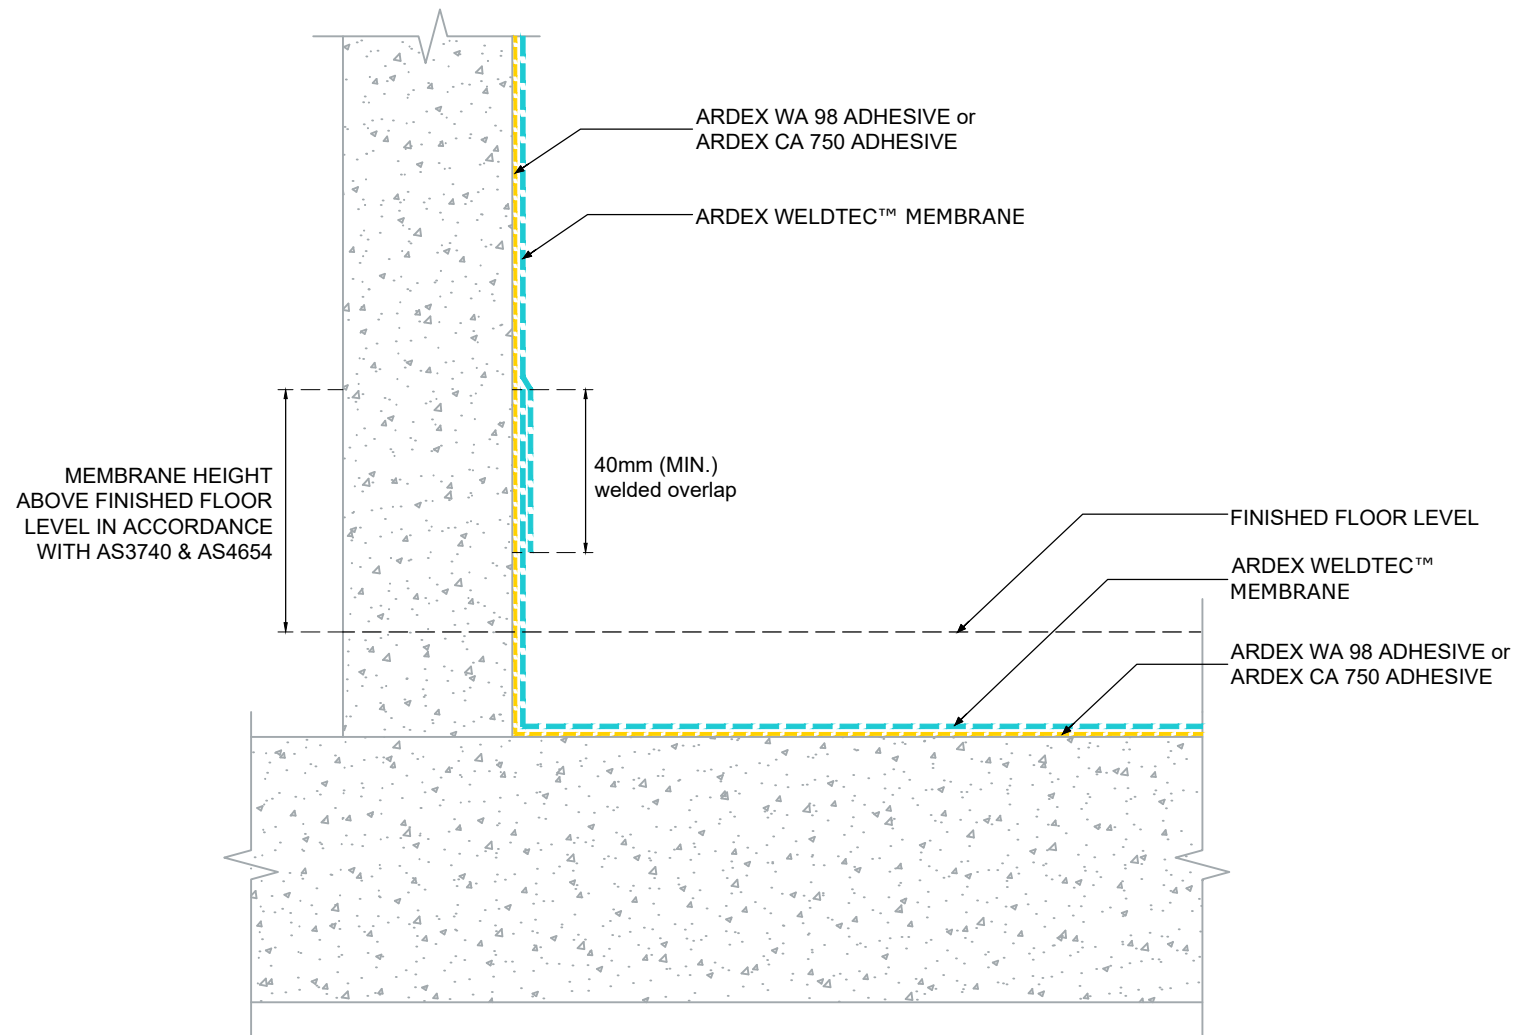 ARDEX WA 98 ADHESIVE or
ARDEX CA 750 ADHESIVE
ARDEX WELDTEC™ MEMBRANE
MEMBRANE HEIGHT
ABOVE FINISHED FLOOR
LEVEL IN ACCORDANCE
WITH AS3740 & AS4654
40mm (MIN.)
welded overlap
FINISHED FLOOR LEVEL
ARDEX WELDTEC™
MEMBRANE
ARDEX WA 98 ADHESIVE or
ARDEX CA 750 ADHESIVE